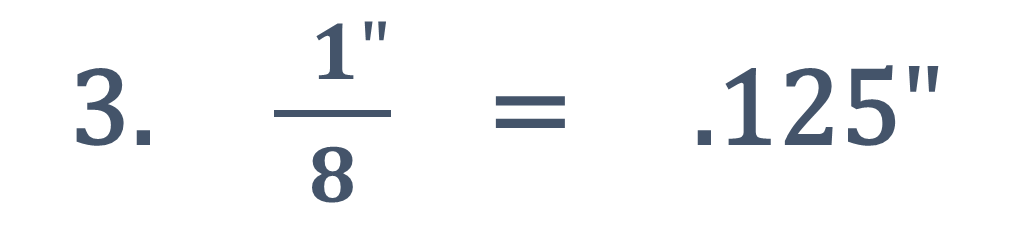 3. 1"/8 = .125"